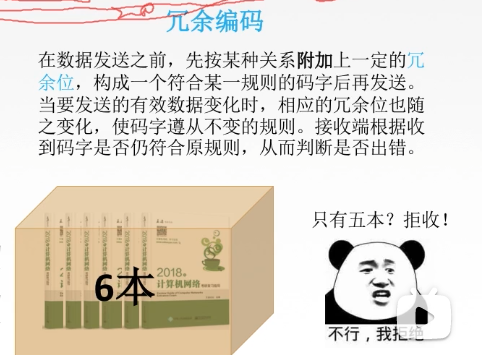 冗余编码
在数据发送之前，先按某种关系附加上一定的冗
余位，构成一个符合某一规则的码字后再发送。
当要发送的有效数据变化时，相应的冗余位也随
之变化，使码字遵从不变的规则。接收端根据收
到码字是否仍符合原规则，从而判断是否出错。
只有五本？拒收！
2018年
计算机网络
6本
不行，我拒绝